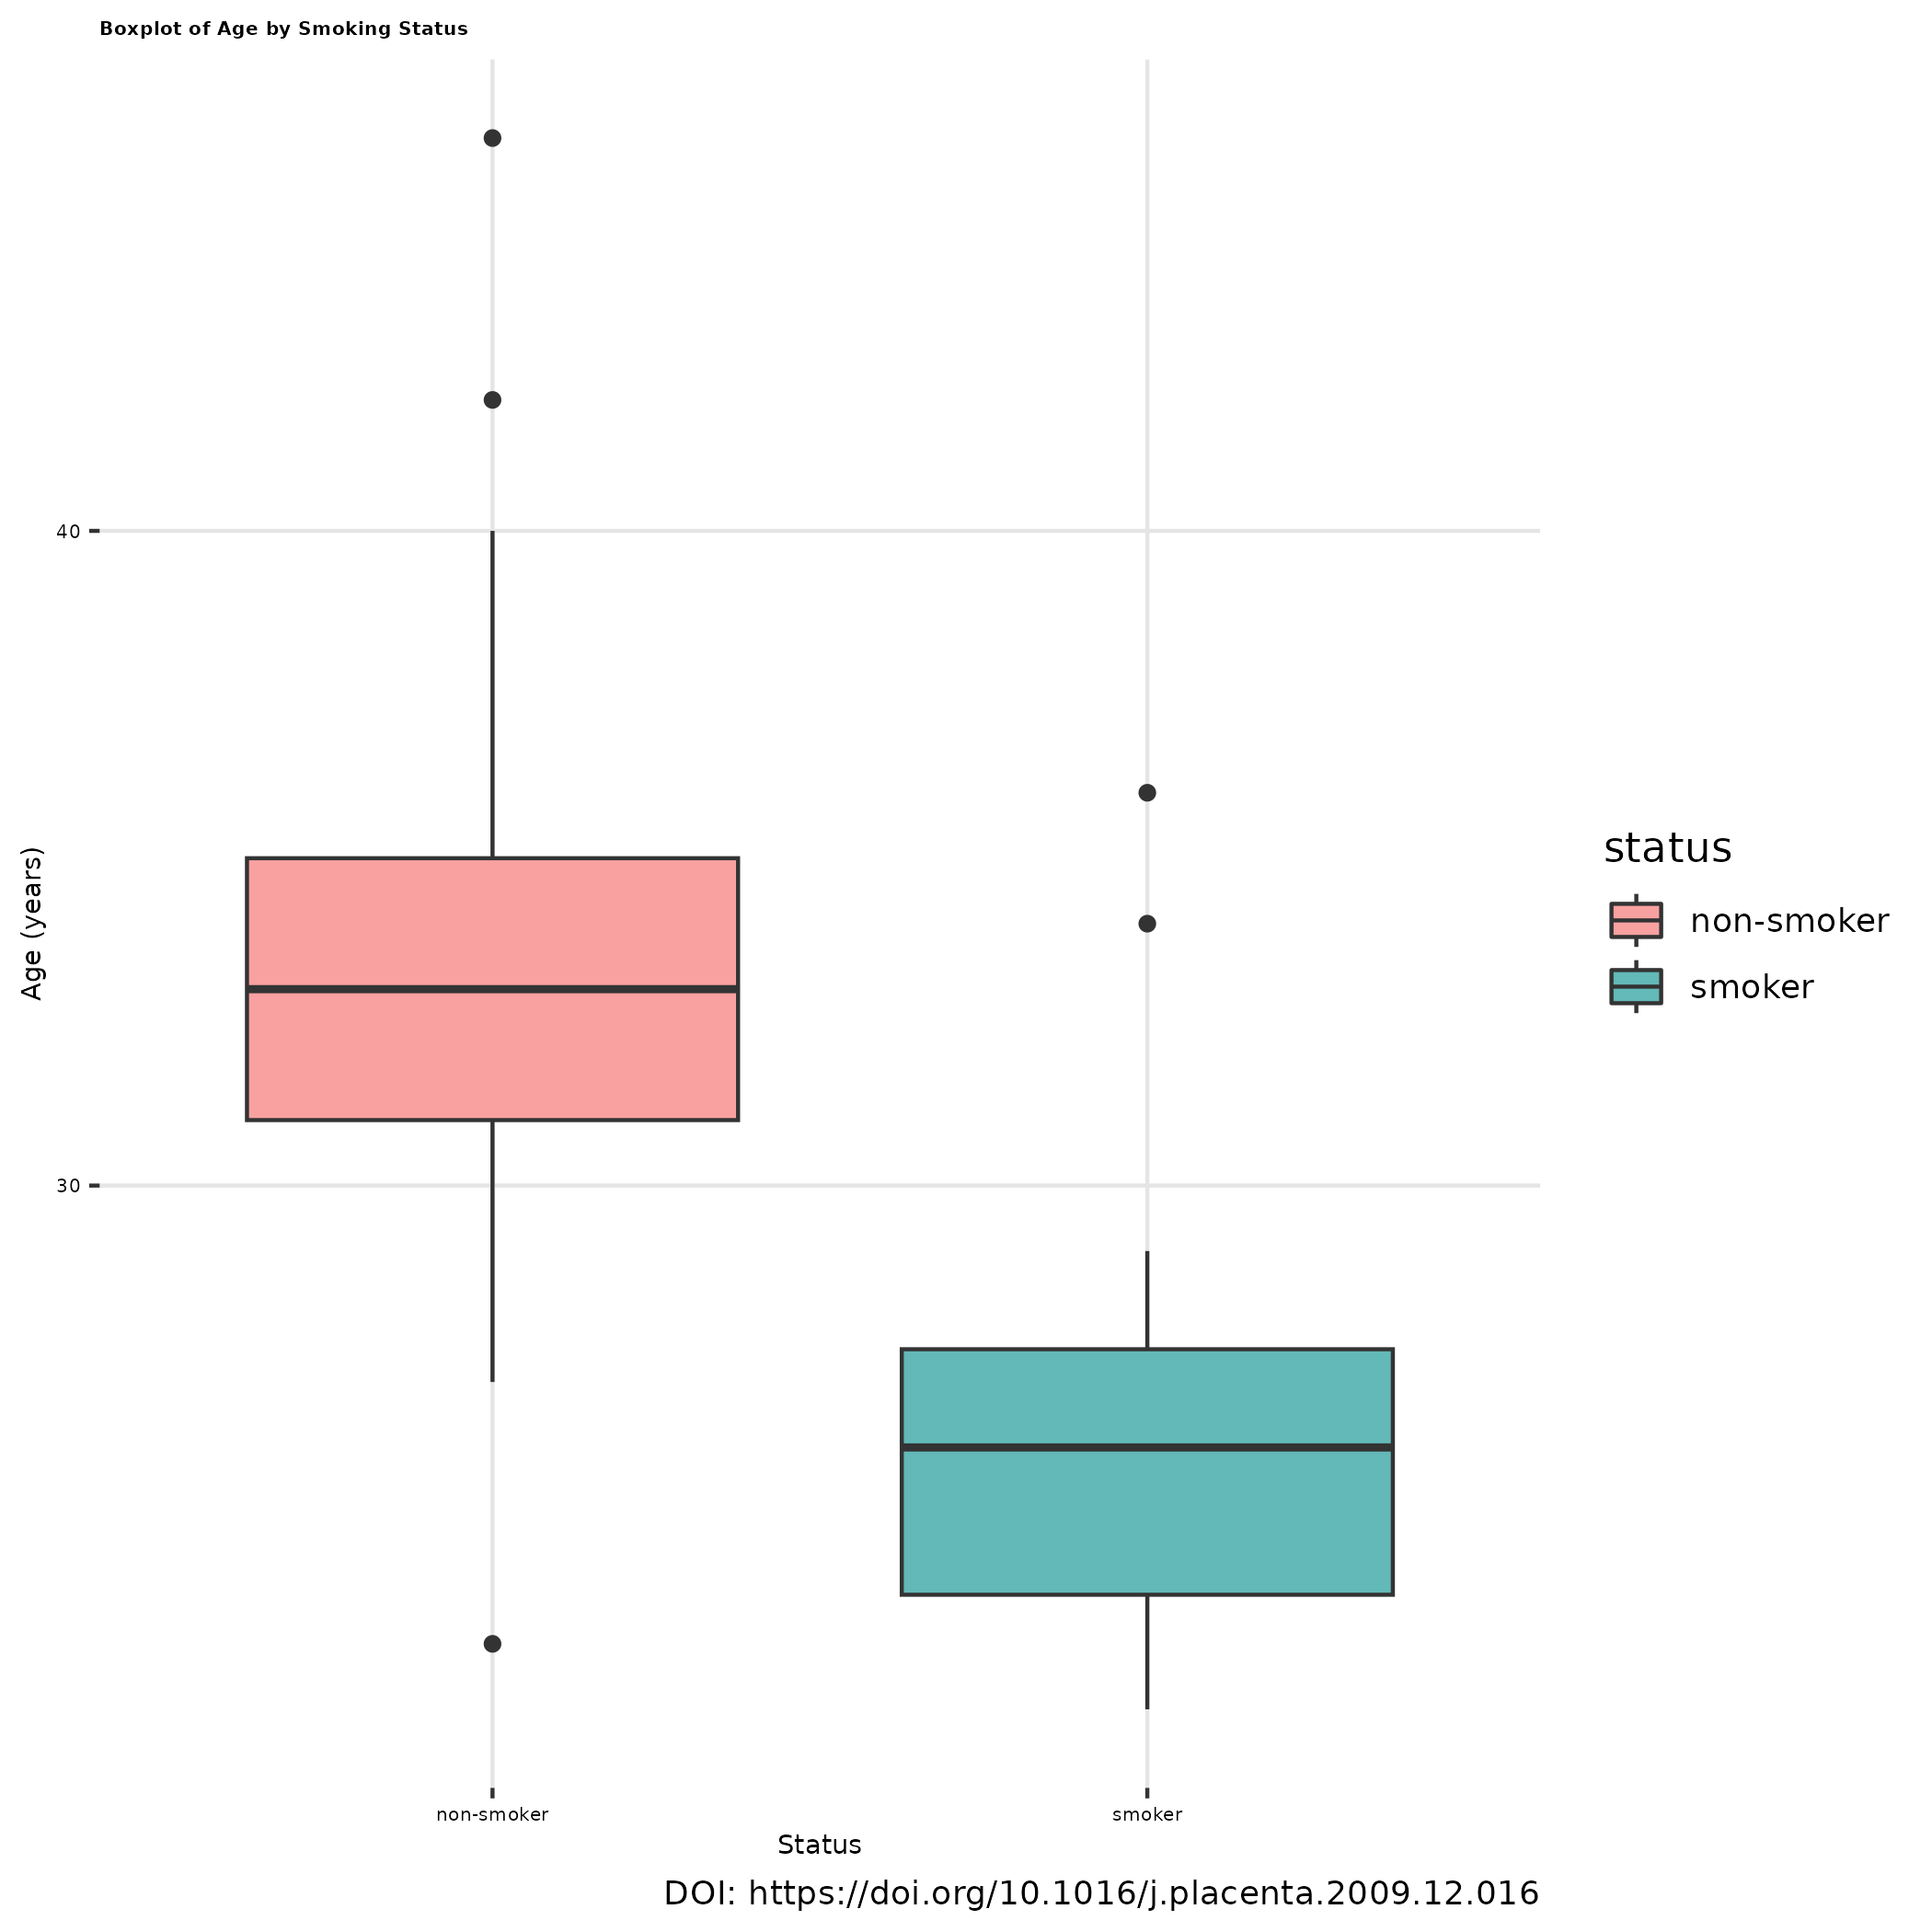 Boxplot of Age by Smoking Status
40
30
Age (years)
non-smoker
smoker
Status
status
non-smoker
smoker
DOI: https://doi.org/10.1016/j.placenta.2009.12.016